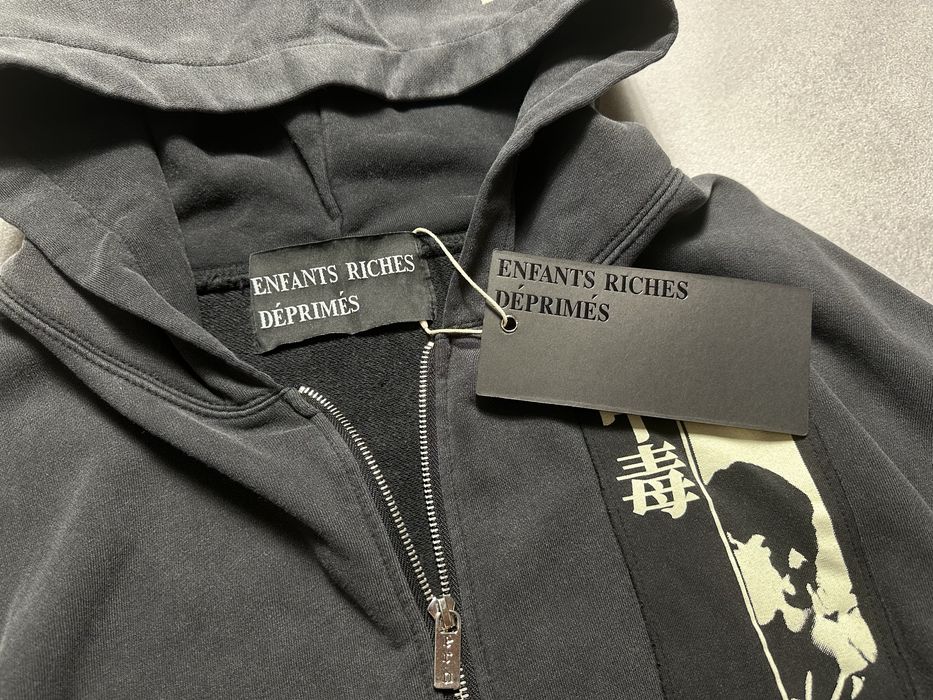 ENFANTS RICHES
DÉPRIMÉS
ENFANTS RICHES
DÉPRIMÉS
毒